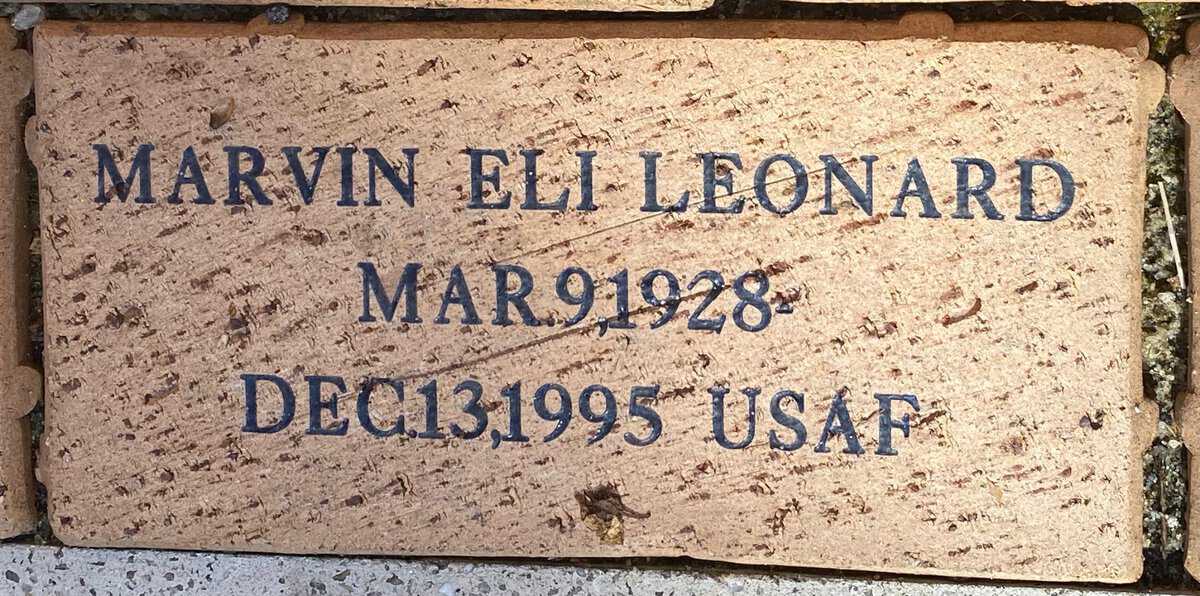 MARVIN ELI LEONARD
MAR.9,1928-
DEC.13,1995 USAF